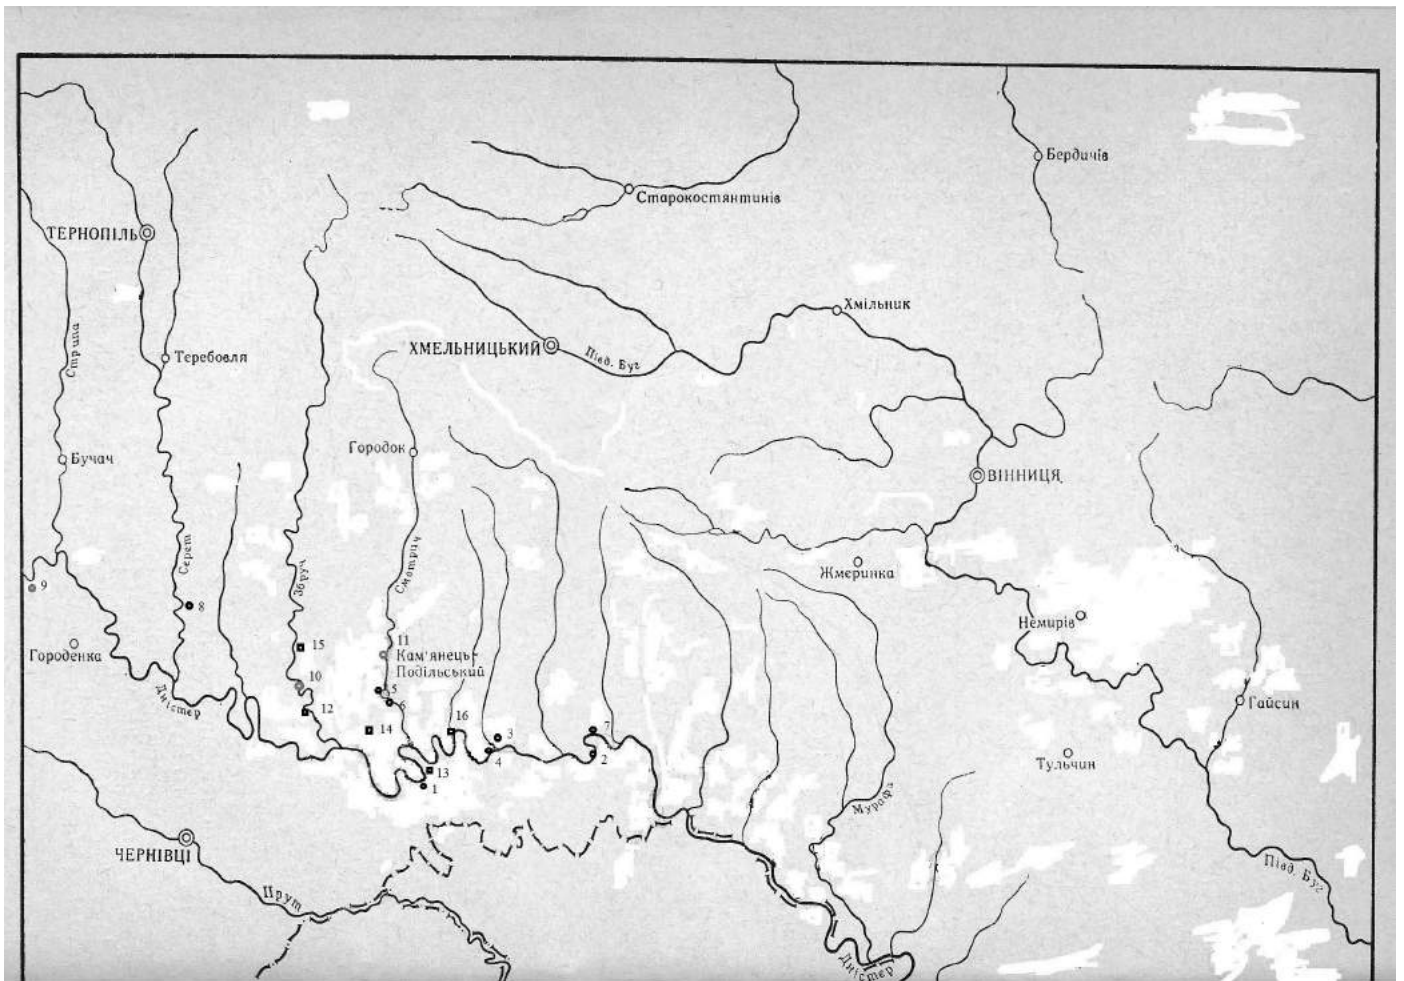 Бердичів
Старокостянтинів
ТЕРНОПІЛЬ
Хмільник
Стрипа
Теребовля
ХМЕЛЬНИЦЬКИЙ
Півд. Буг
Городок
Бучач
ВІННИЦЯ
Серет
Збруч
Смотрич
Жмеринка
9
8
Немирів
Городенка
15
11
Кам'янець-
Подільський
10
5
6
Дністер
12
14
16
3
7
Гайсин
4
2
13
1
Тульчин
Мурафа
ЧЕРНІВЦІ
Прут
Півд. Буг
Дністер